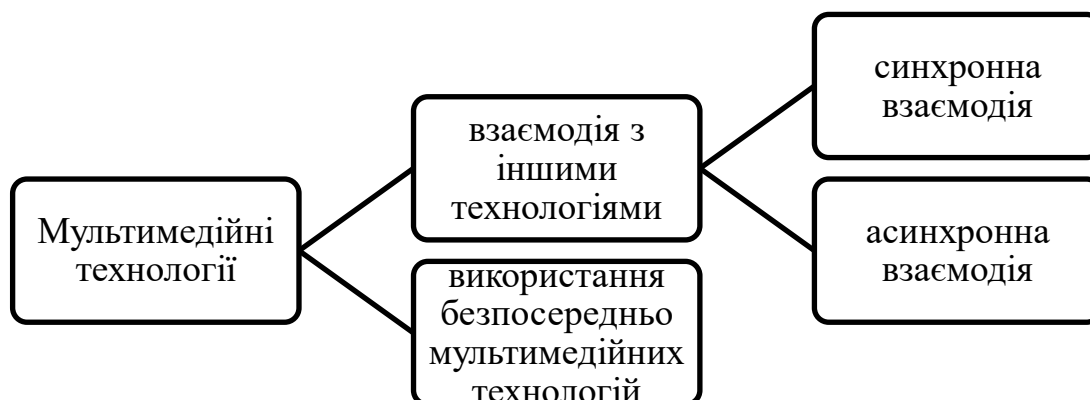 Мультимедійні
технології
взаємодія з
іншими
технологіями
використання
безпосередньо
мультимедійних
технологій
синхронна
взаємодія
асинхронна
взаємодія